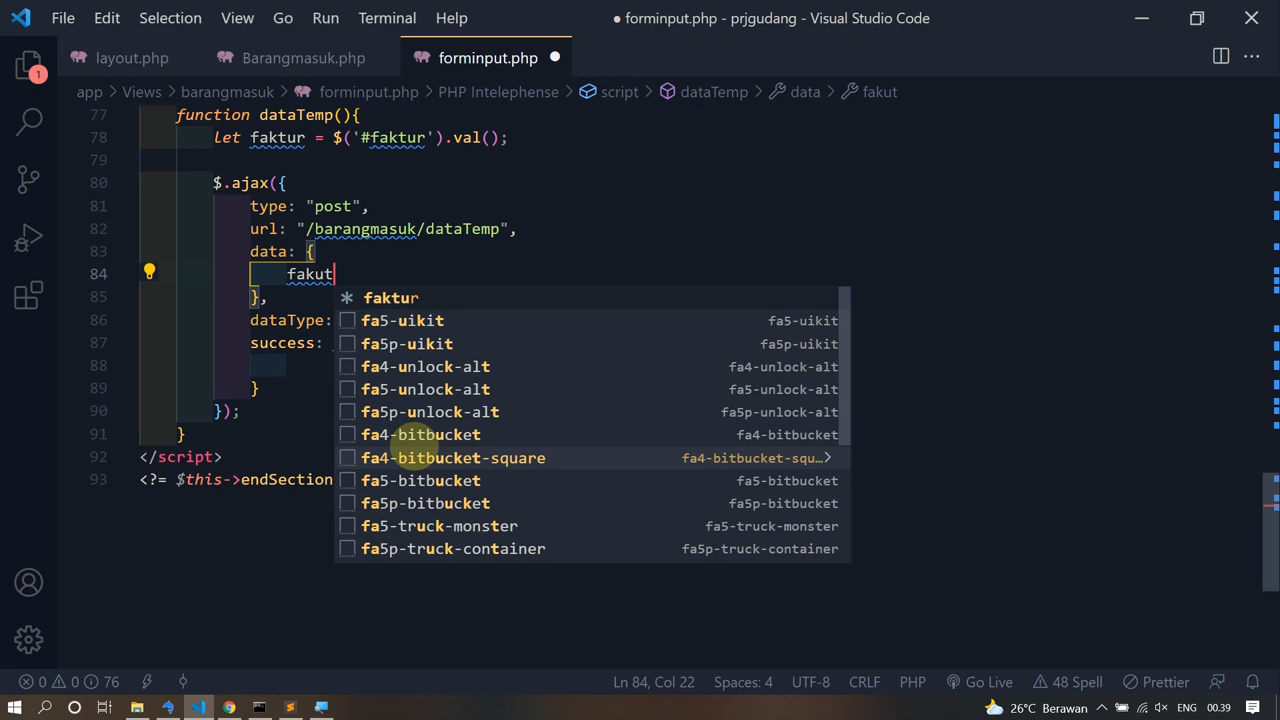 File Edit Selection View Go Run Terminal Help ● forminput.php - prjgudang - Visual Studio Code
layout.php Barangmasuk.php forminput.php
1
app > Views > barangmasuk > forminput.php > PHP Intelephense > script > dataTemp > data > fakut
77 function dataTemp(){
78 let faktur = $('#faktur').val();
79
80 $.ajax({
81 type: "post",
82 url: "/barangmasuk/dataTemp",
83 data: {
84 fakut
85 },
86 dataType:
87 success:
88
89 }
90 });
91 }
92 </script>
93 <?= $this->endSection
faktur
fa5-uikit fa5-uikit
fa5p-uikit fa5p-uikit
fa4-unlock-alt fa4-unlock-alt
fa5-unlock-alt fa5-unlock-alt
fa5p-unlock-alt fa5p-unlock-alt
fa4-bitbucket fa4-bitbucket
fa4-bitbucket-square fa4-bitbucket-squ…
fa5-bitbucket fa5-bitbucket
fa5p-bitbucket fa5p-bitbucket
fa5-truck-monster fa5-truck-monster
fa5p-truck-container fa5p-truck-container
0 0 76 Ln 84, Col 22 Spaces: 4 UTF-8 CRLF PHP Go Live 48 Spell Prettier
26°C Berawan ENG 00.39